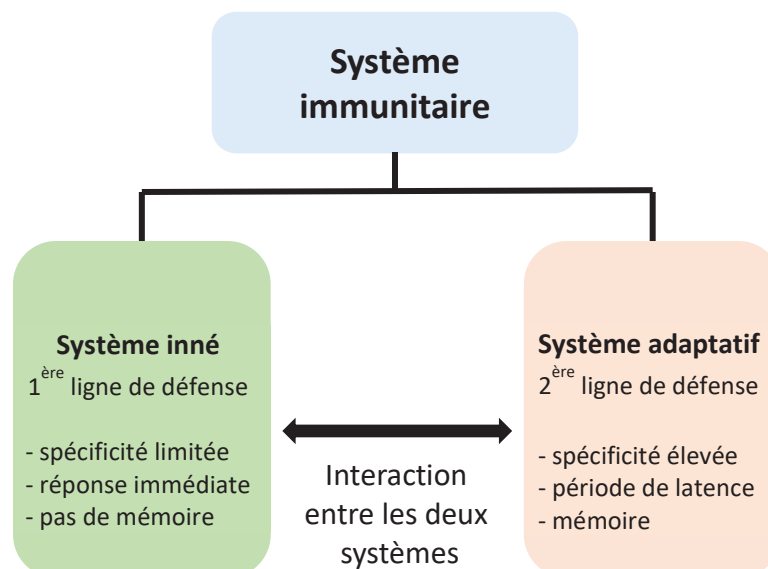 Système
immunitaire
Système inné
1ère ligne de défense
- spécificité limitée
- réponse immédiate
- pas de mémoire
Interaction
entre les deux
systèmes
Système adaptatif
2ère ligne de défense
- spécificité élevée
- période de latence
- mémoire